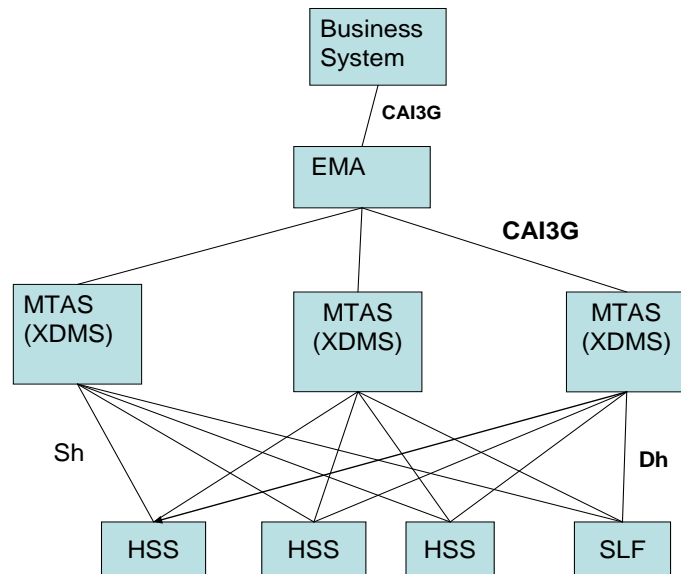 Business
System
CAI3G
EMA
CAI3G
MTAS
(XDMS)
MTAS
(XDMS)
MTAS
(XDMS)
Sh
Dh
HSS
HSS
HSS
SLF